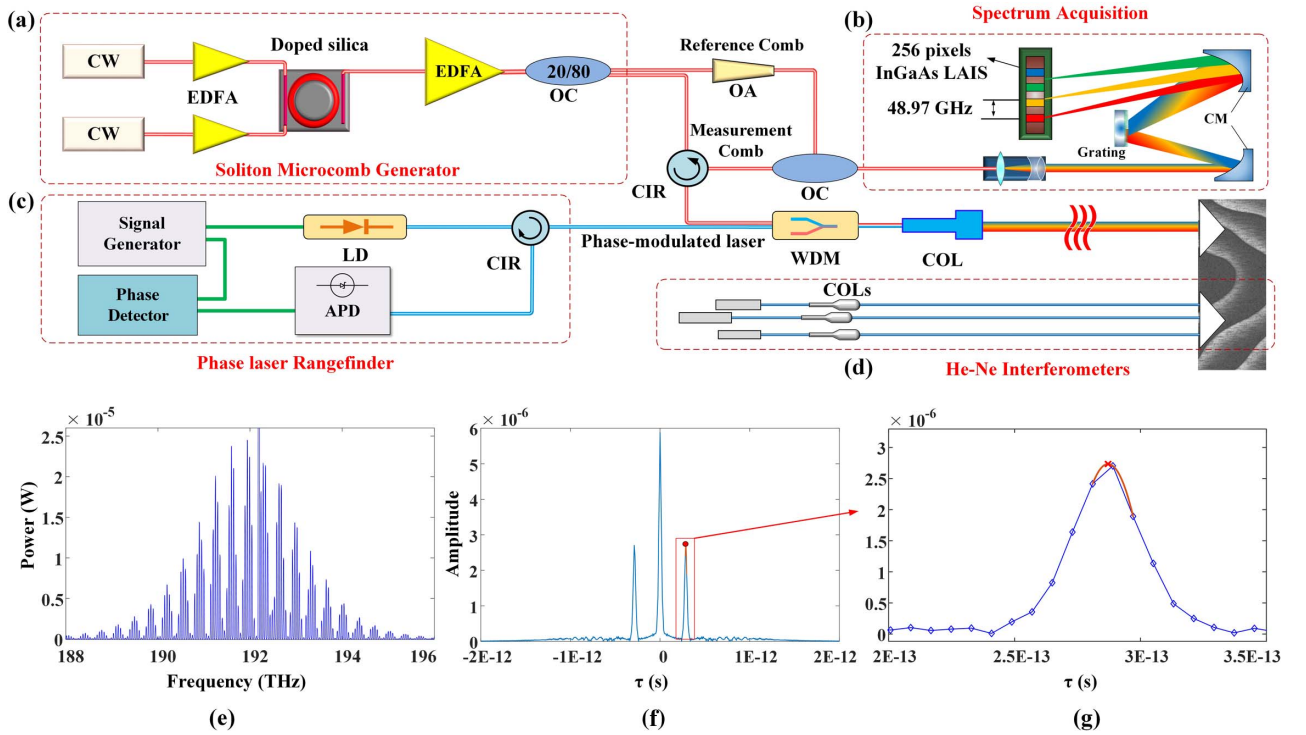 (a)
CW
EDFA
CW
Doped silica
EDFA
20/80
OC
Soliton Microcomb Generator
Reference Comb
OA
Measurement
Comb
CIR
OC
(b)
Spectrum Acquisition
256 pixels
InGaAs LAIS
48.97 GHz
Grating
CM
(c)
Signal
Generator
Phase
Detector
LD
APD
CIR
Phase laser Rangefinder
Phase-modulated laser
WDM
COL
COLs
(d)
He-Ne Interferometers
× 10⁻⁵
2.5
2
1.5
1
0.5
0
Power (W)
188
190
192
194
196
Frequency (THz)
(e)
× 10⁻⁶
6
5
4
3
2
1
0
Amplitude
-2E-12
-1E-12
0
1E-12
2E-12
τ (s)
(f)
× 10⁻⁶
3
2.5
2
1.5
1
0.5
0
2E-13
2.5E-13
3E-13
3.5E-13
τ (s)
(g)